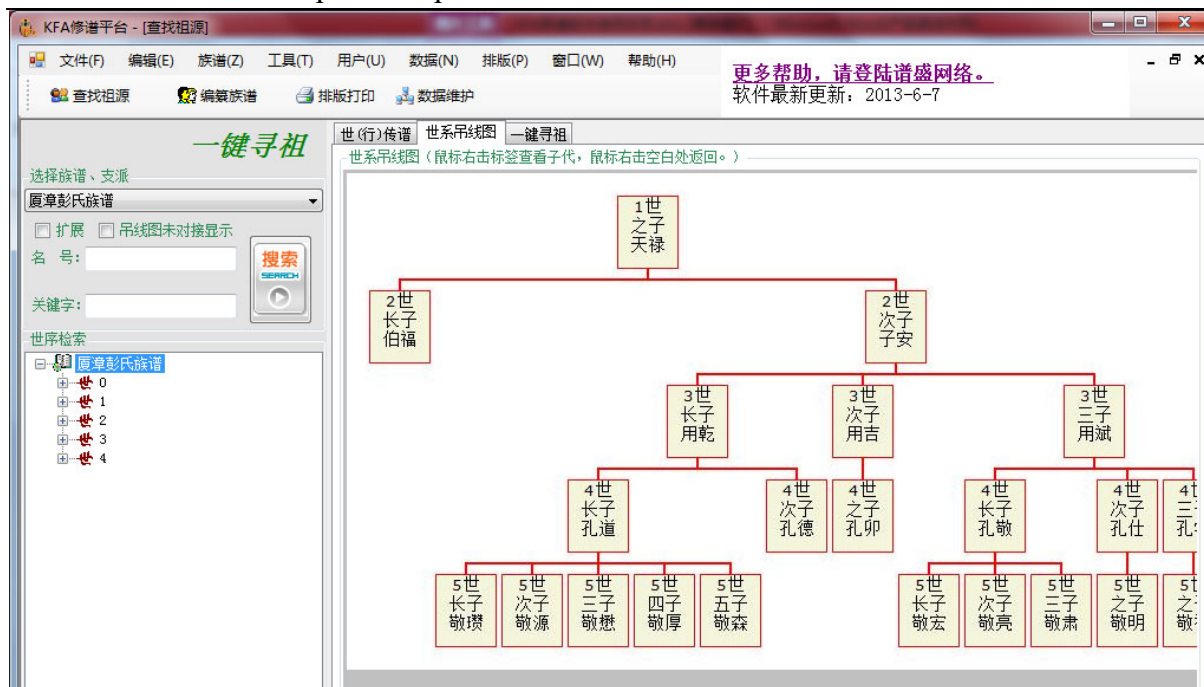 KFA修谱平台 - [查找祖源]
文件(F) 编辑(E) 族谱(Z) 工具(T) 用户(U) 数据(N) 排版(P) 窗口(W) 帮助(H)
更多帮助，请登陆谱盛网络。
软件最新更新：2013-6-7
查找祖源 编纂族谱 排版打印 数据维护
一键寻祖
选择族谱、支派
厦漳彭氏族谱
扩展 吊线图未对接显示
名 号：
搜索
SEARCH
关键字：
世序检索
厦漳彭氏族谱
0
1
2
3
4
世(行)传谱 世系吊线图 一键寻祖
世系吊线图（鼠标右击标签查看子代，鼠标右击空白处返回。）
1世
之子
天禄
2世
长子
伯福
2世
次子
子安
3世
长子
用乾
3世
次子
用吉
3世
三子
用斌
4世
长子
孔道
4世
次子
孔德
4世
之子
孔卯
4世
长子
孔敬
4世
次子
孔仕
4世
三子
孔
5世
长子
敬瓒
5世
次子
敬源
5世
三子
敬懋
5世
四子
敬厚
5世
五子
敬森
5世
长子
敬宏
5世
次子
敬亮
5世
三子
敬肃
5世
之子
敬明
5世
之子
敬